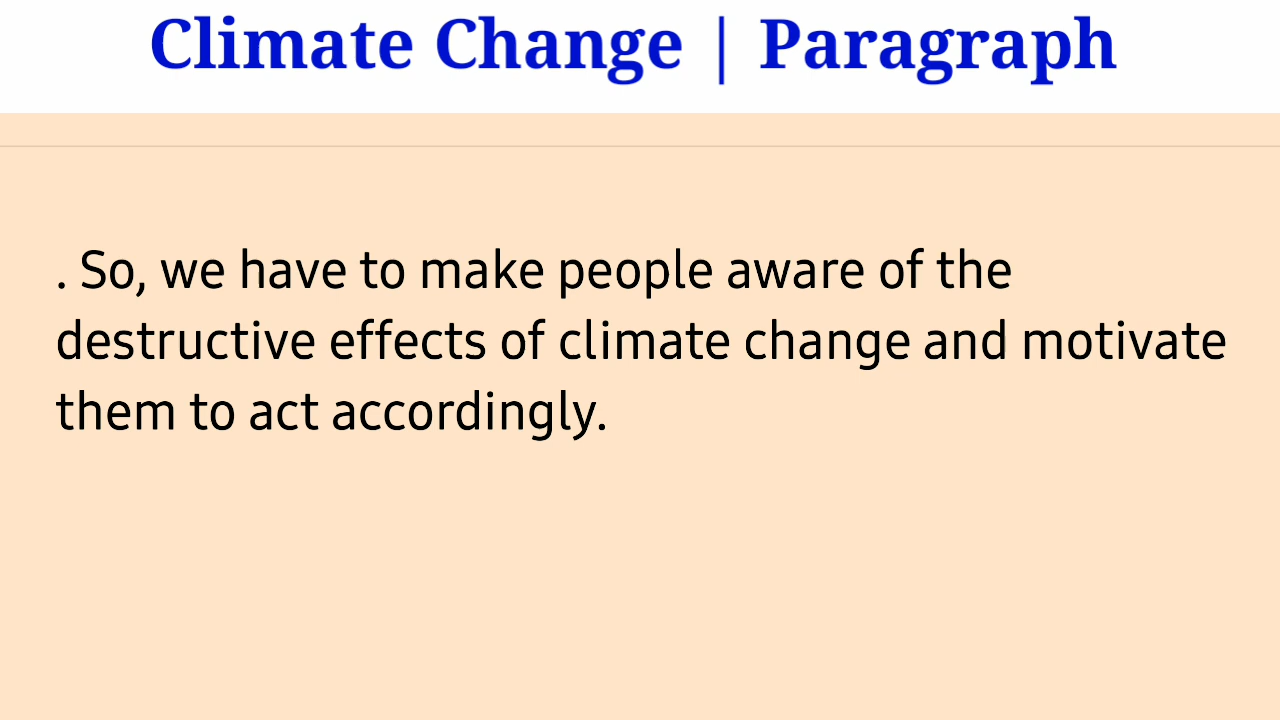 Climate Change | Paragraph
. So, we have to make people aware of the
destructive effects of climate change and motivate
them to act accordingly.